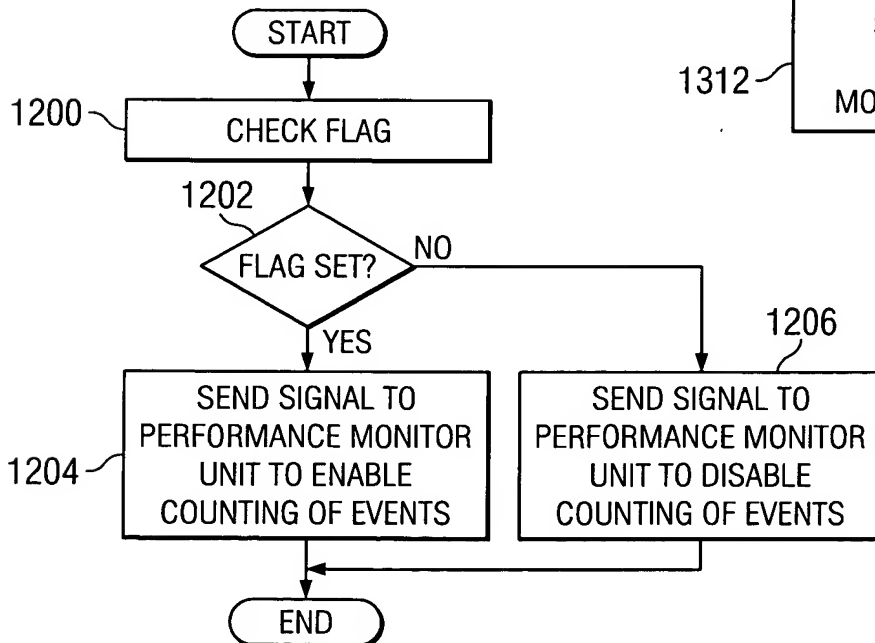 START
1200
CHECK FLAG
1312
MO
1202
FLAG SET?
NO
YES
1204
SEND SIGNAL TO
PERFORMANCE MONITOR
UNIT TO ENABLE
COUNTING OF EVENTS
1206
SEND SIGNAL TO
PERFORMANCE MONITOR
UNIT TO DISABLE
COUNTING OF EVENTS
END